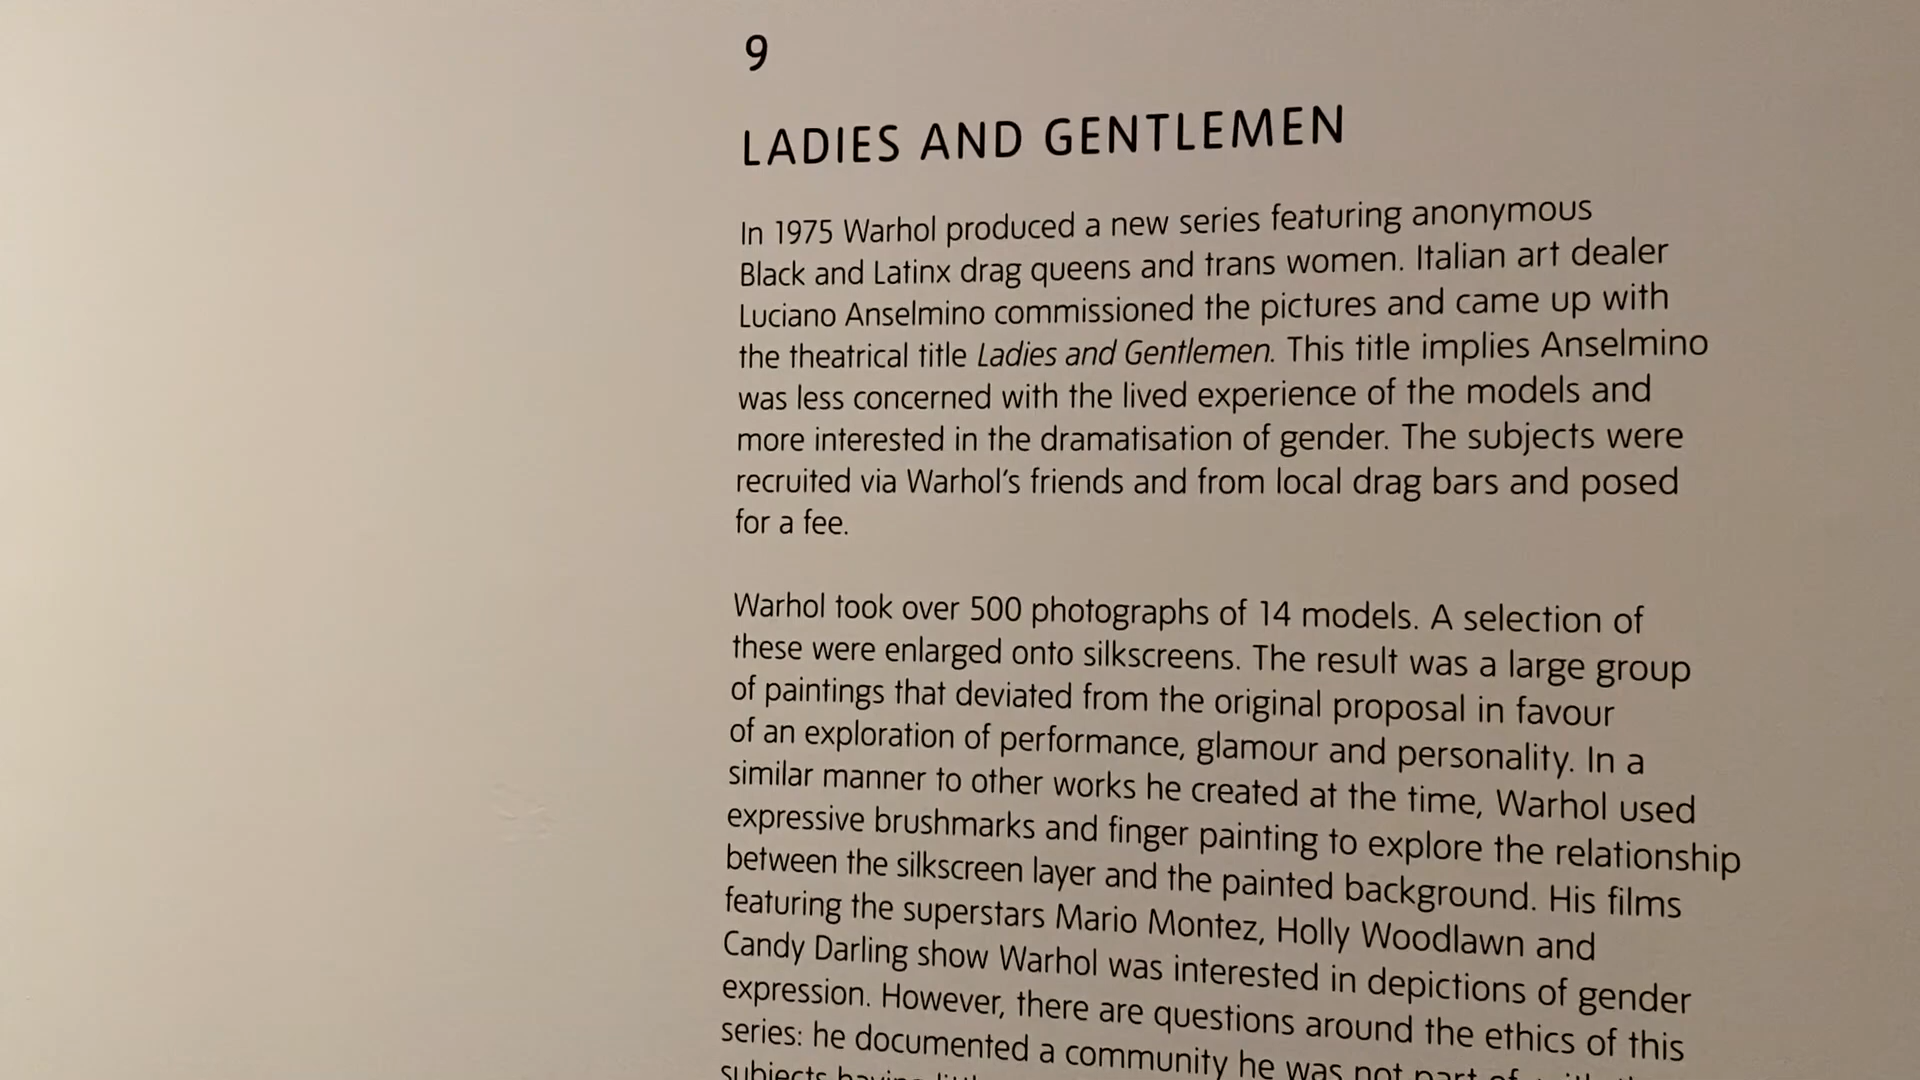 9
LADIES AND GENTLEMEN
In 1975 Warhol produced a new series featuring anonymous
Black and Latinx drag queens and trans women. Italian art dealer
Luciano Anselmino commissioned the pictures and came up with
the theatrical title Ladies and Gentlemen. This title implies Anselmino
was less concerned with the lived experience of the models and
more interested in the dramatisation of gender. The subjects were
recruited via Warhol’s friends and from local drag bars and posed
for a fee.
Warhol took over 500 photographs of 14 models. A selection of
these were enlarged onto silkscreens. The result was a large group
of paintings that deviated from the original proposal in favour
of an exploration of performance, glamour and personality. In a
similar manner to other works he created at the time, Warhol used
expressive brushmarks and finger painting to explore the relationship
between the silkscreen layer and the painted background. His films
featuring the superstars Mario Montez, Holly Woodlawn and
Candy Darling show Warhol was interested in depictions of gender
expression. However, there are questions around the ethics of this
series: he documented a community he was not part of
subjects having